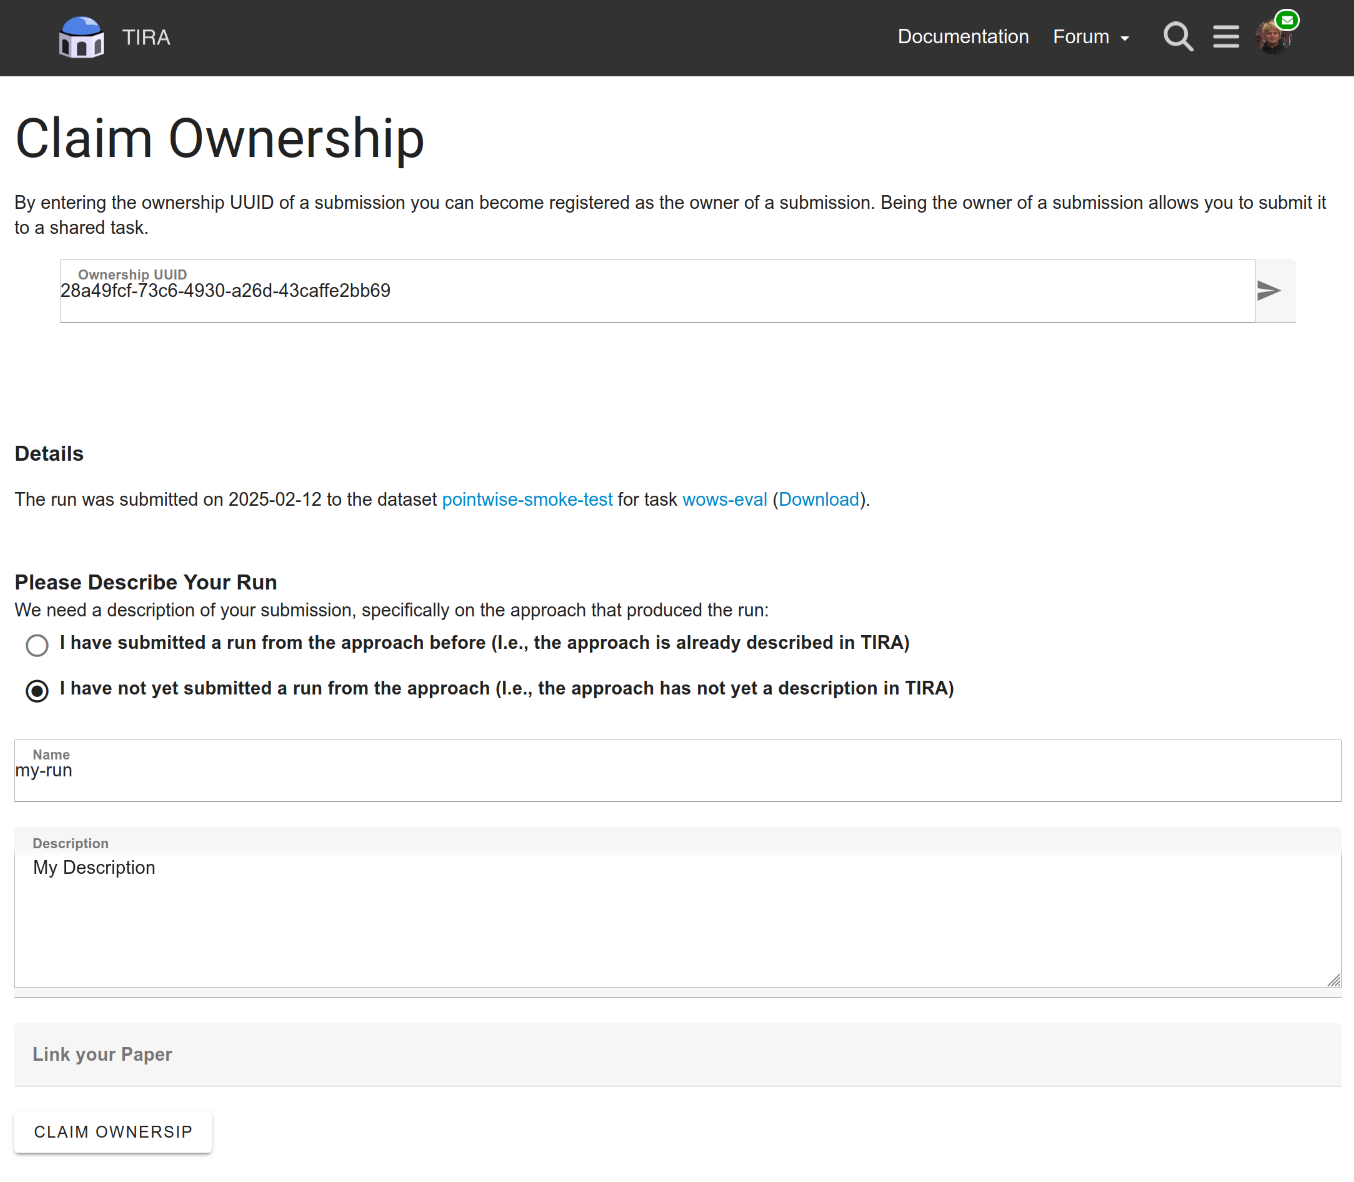 TIRA
Documentation
Forum
Claim Ownership
By entering the ownership UUID of a submission you can become registered as the owner of a submission. Being the owner of a submission allows you to submit it
to a shared task.
Ownership UUID
28a49fcf-73c6-4930-a26d-43caffe2bb69
Details
The run was submitted on 2025-02-12 to the dataset pointwise-smoke-test for task wows-eval (Download).
Please Describe Your Run
We need a description of your submission, specifically on the approach that produced the run:
I have submitted a run from the approach before (I.e., the approach is already described in TIRA)
I have not yet submitted a run from the approach (I.e., the approach has not yet a description in TIRA)
Name
my-run
Description
My Description
Link your Paper
CLAIM OWNERSIP